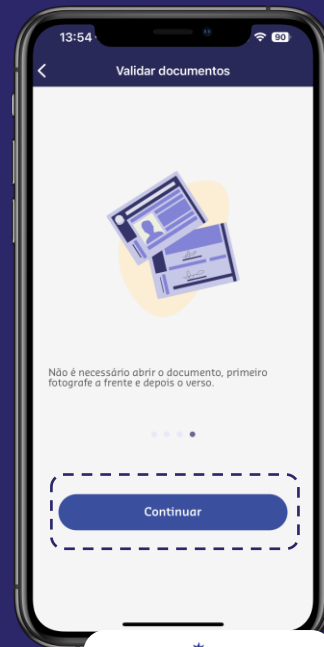 13:54
90
Validar documentos
Não é necessário abrir o documento, primeiro
fotografe a frente e depois o verso.
Continuar